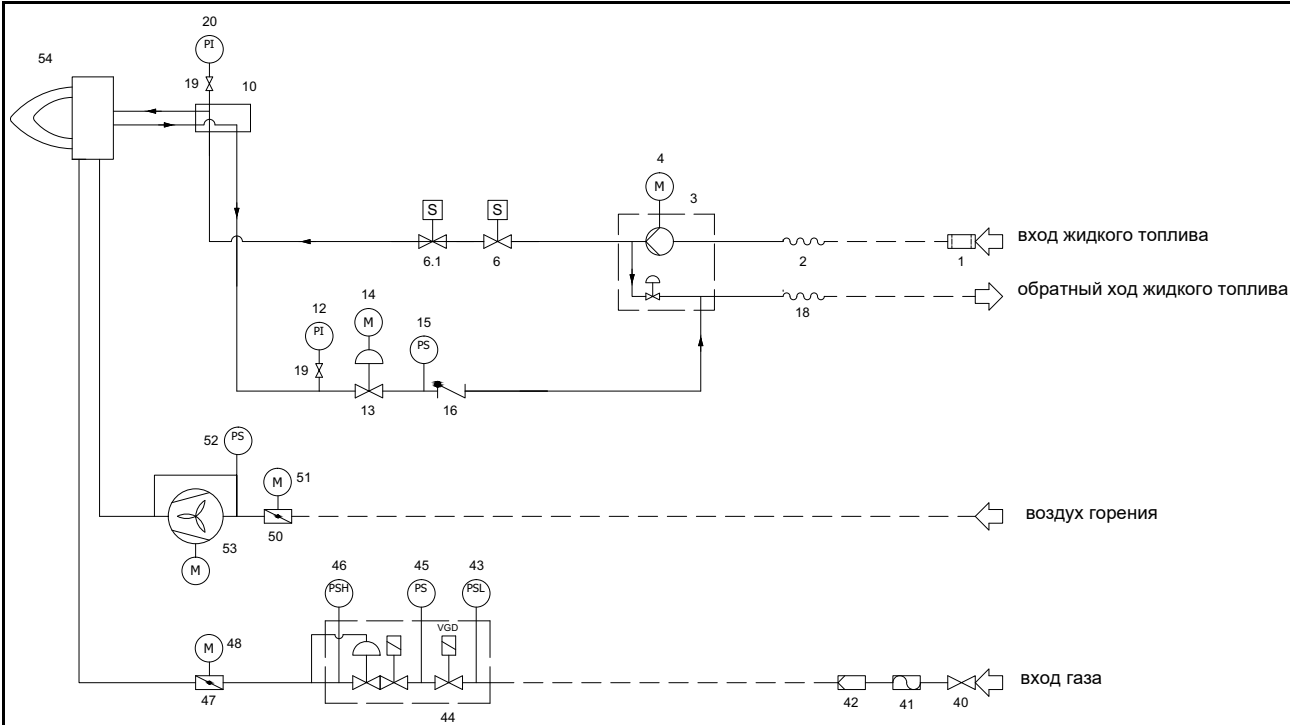 20
PI
54
19
10
4
M
3
S
S
вход жидкого топлива
6.1
6
2
1
обратный ход жидкого топлива
14
18
12
M
15
PI
PS
19
13
16
52
PS
M
51
воздух горения
53
50
M
46
45
43
PSH
PS
PSL
M
48
VGD
вход газа
47
42
41
40
44